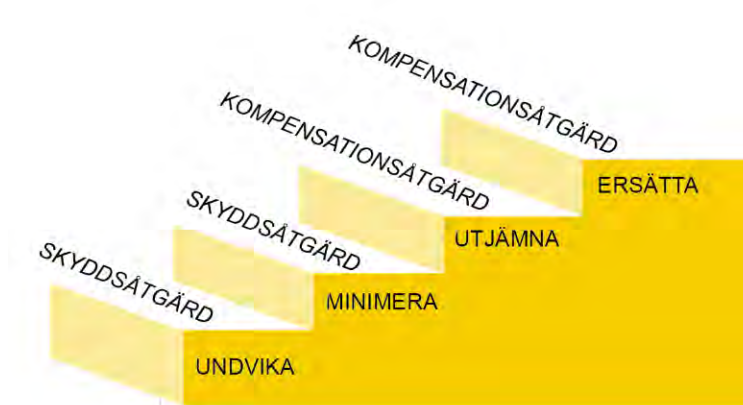 KOMPENSATIONSÅTGÄRD
ERSÄTTA
KOMPENSATIONSÅTGÄRD
UTJÄMNA
SKYDDSÅTGÄRD
MINIMERA
SKYDDSÅTGÄRD
UNDVIKA